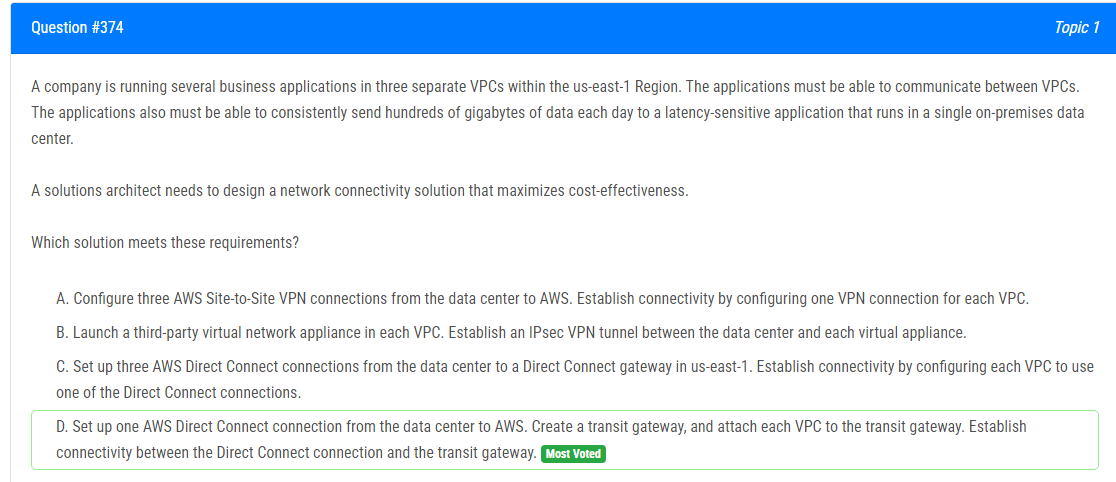 Question #374
Topic 1
A company is running several business applications in three separate VPCs within the us-east-1 Region. The applications must be able to communicate between VPCs.
The applications also must be able to consistently send hundreds of gigabytes of data each day to a latency-sensitive application that runs in a single on-premises data
center.
A solutions architect needs to design a network connectivity solution that maximizes cost-effectiveness.
Which solution meets these requirements?
A. Configure three AWS Site-to-Site VPN connections from the data center to AWS. Establish connectivity by configuring one VPN connection for each VPC.
B. Launch a third-party virtual network appliance in each VPC. Establish an IPsec VPN tunnel between the data center and each virtual appliance.
C. Set up three AWS Direct Connect connections from the data center to a Direct Connect gateway in us-east-1. Establish connectivity by configuring each VPC to use
one of the Direct Connect connections.
D. Set up one AWS Direct Connect connection from the data center to AWS. Create a transit gateway, and attach each VPC to the transit gateway. Establish
connectivity between the Direct Connect connection and the transit gateway. Most Voted